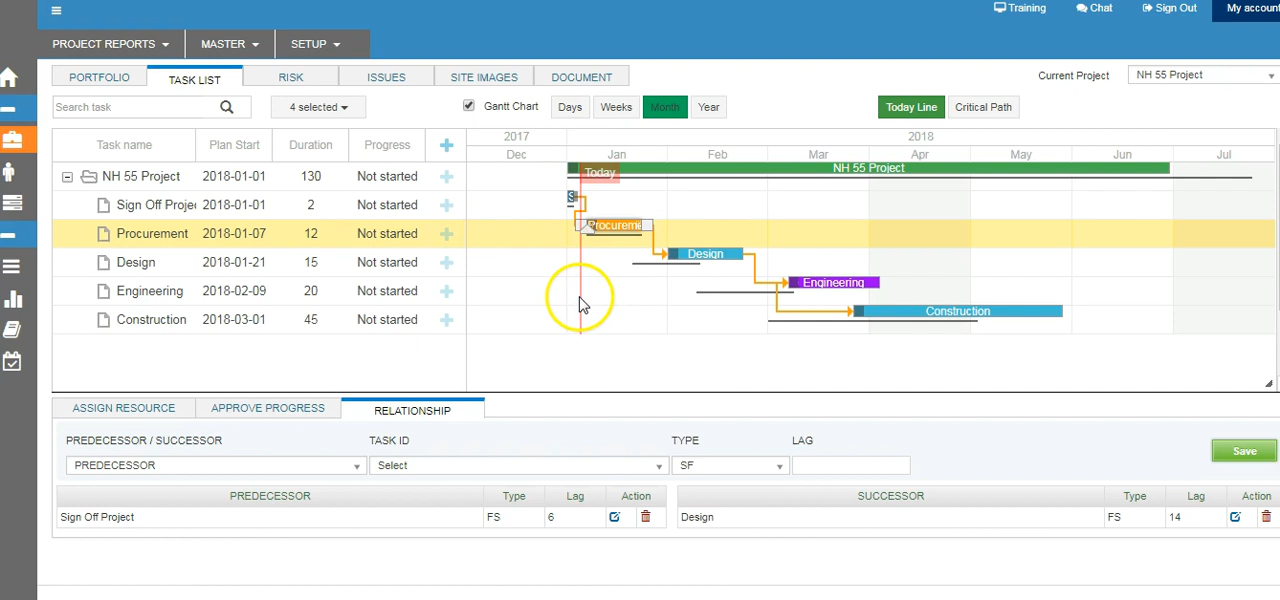 Training Chat Sign Out My account
PROJECT REPORTS MASTER SETUP
PORTFOLIO TASK LIST RISK ISSUES SITE IMAGES DOCUMENT Current Project NH 55 Project
Search task 4 selected Gantt Chart Days Weeks Month Year Today Line Critical Path
Task name Plan Start Duration Progress 2017 2018
Dec Jan Feb Mar Apr May Jun Jul
NH 55 Project 2018-01-01 130 Not started Today NH 55 Project
Sign Off Proje 2018-01-01 2 Not started S
Procurement 2018-01-07 12 Not started Procurem
Design 2018-01-21 15 Not started Design
Engineering 2018-02-09 20 Not started Engineering
Construction 2018-03-01 45 Not started Construction
ASSIGN RESOURCE APPROVE PROGRESS RELATIONSHIP
PREDECESSOR / SUCCESSOR TASK ID TYPE LAG
PREDECESSOR Select SF Save
PREDECESSOR Type Lag Action SUCCESSOR Type Lag Action
Sign Off Project FS 6 Design FS 14